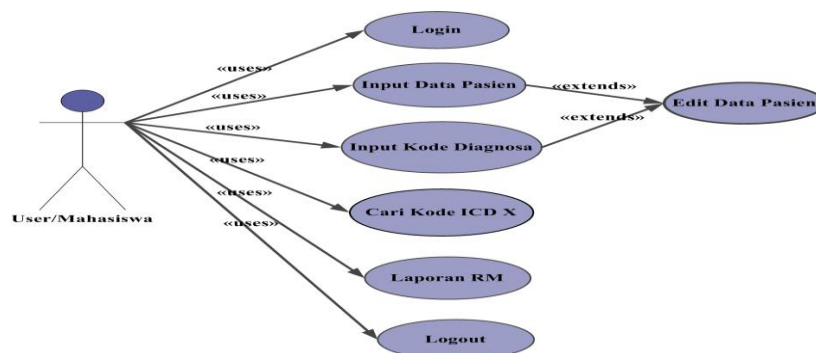 Login
«uses»
Input Data Pasien
«uses»
«extends»
Edit Data Pasien
«uses»
«extends»
Input Kode Diagnosa
«uses»
Cari Kode ICD X
«uses»
User/Mahasiswa
«uses»
Laporan RM
Logout